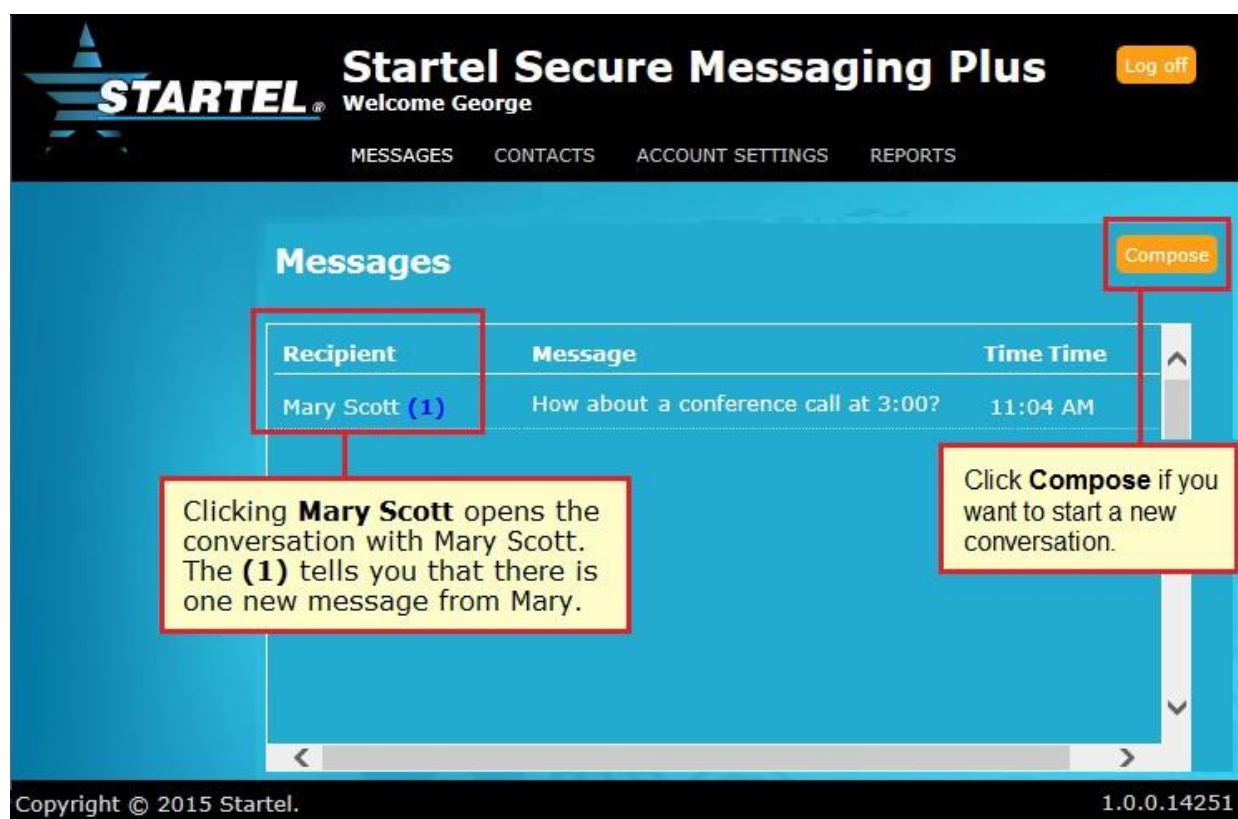 STARTEL®
Startel Secure Messaging Plus
Log off
Welcome George
MESSAGES CONTACTS ACCOUNT SETTINGS REPORTS
Messages
Compose
Recipient Message Time Time
Mary Scott (1) How about a conference call at 3:00? 11:04 AM
Clicking Mary Scott opens the
conversation with Mary Scott.
The (1) tells you that there is
one new message from Mary.
Click Compose if you
want to start a new
conversation.
Copyright © 2015 Startel.
1.0.0.14251